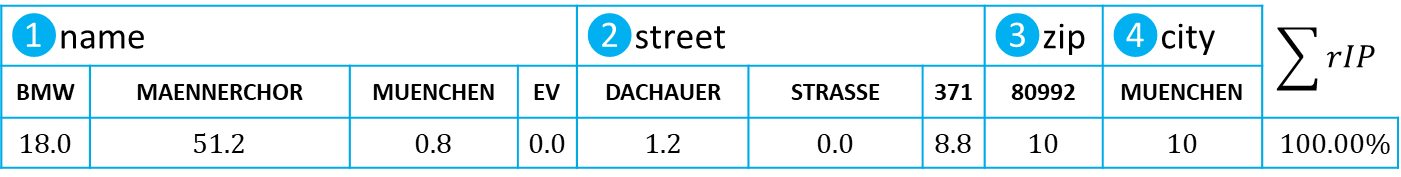 1 name 2 street 3 zip 4 city ∑ rIP
BMW MAENNERCHOR MUENCHEN EV DACHAUER STRASSE 371 80992 MUENCHEN
18.0 51.2 0.8 0.0 1.2 0.0 8.8 10 10 100.00%